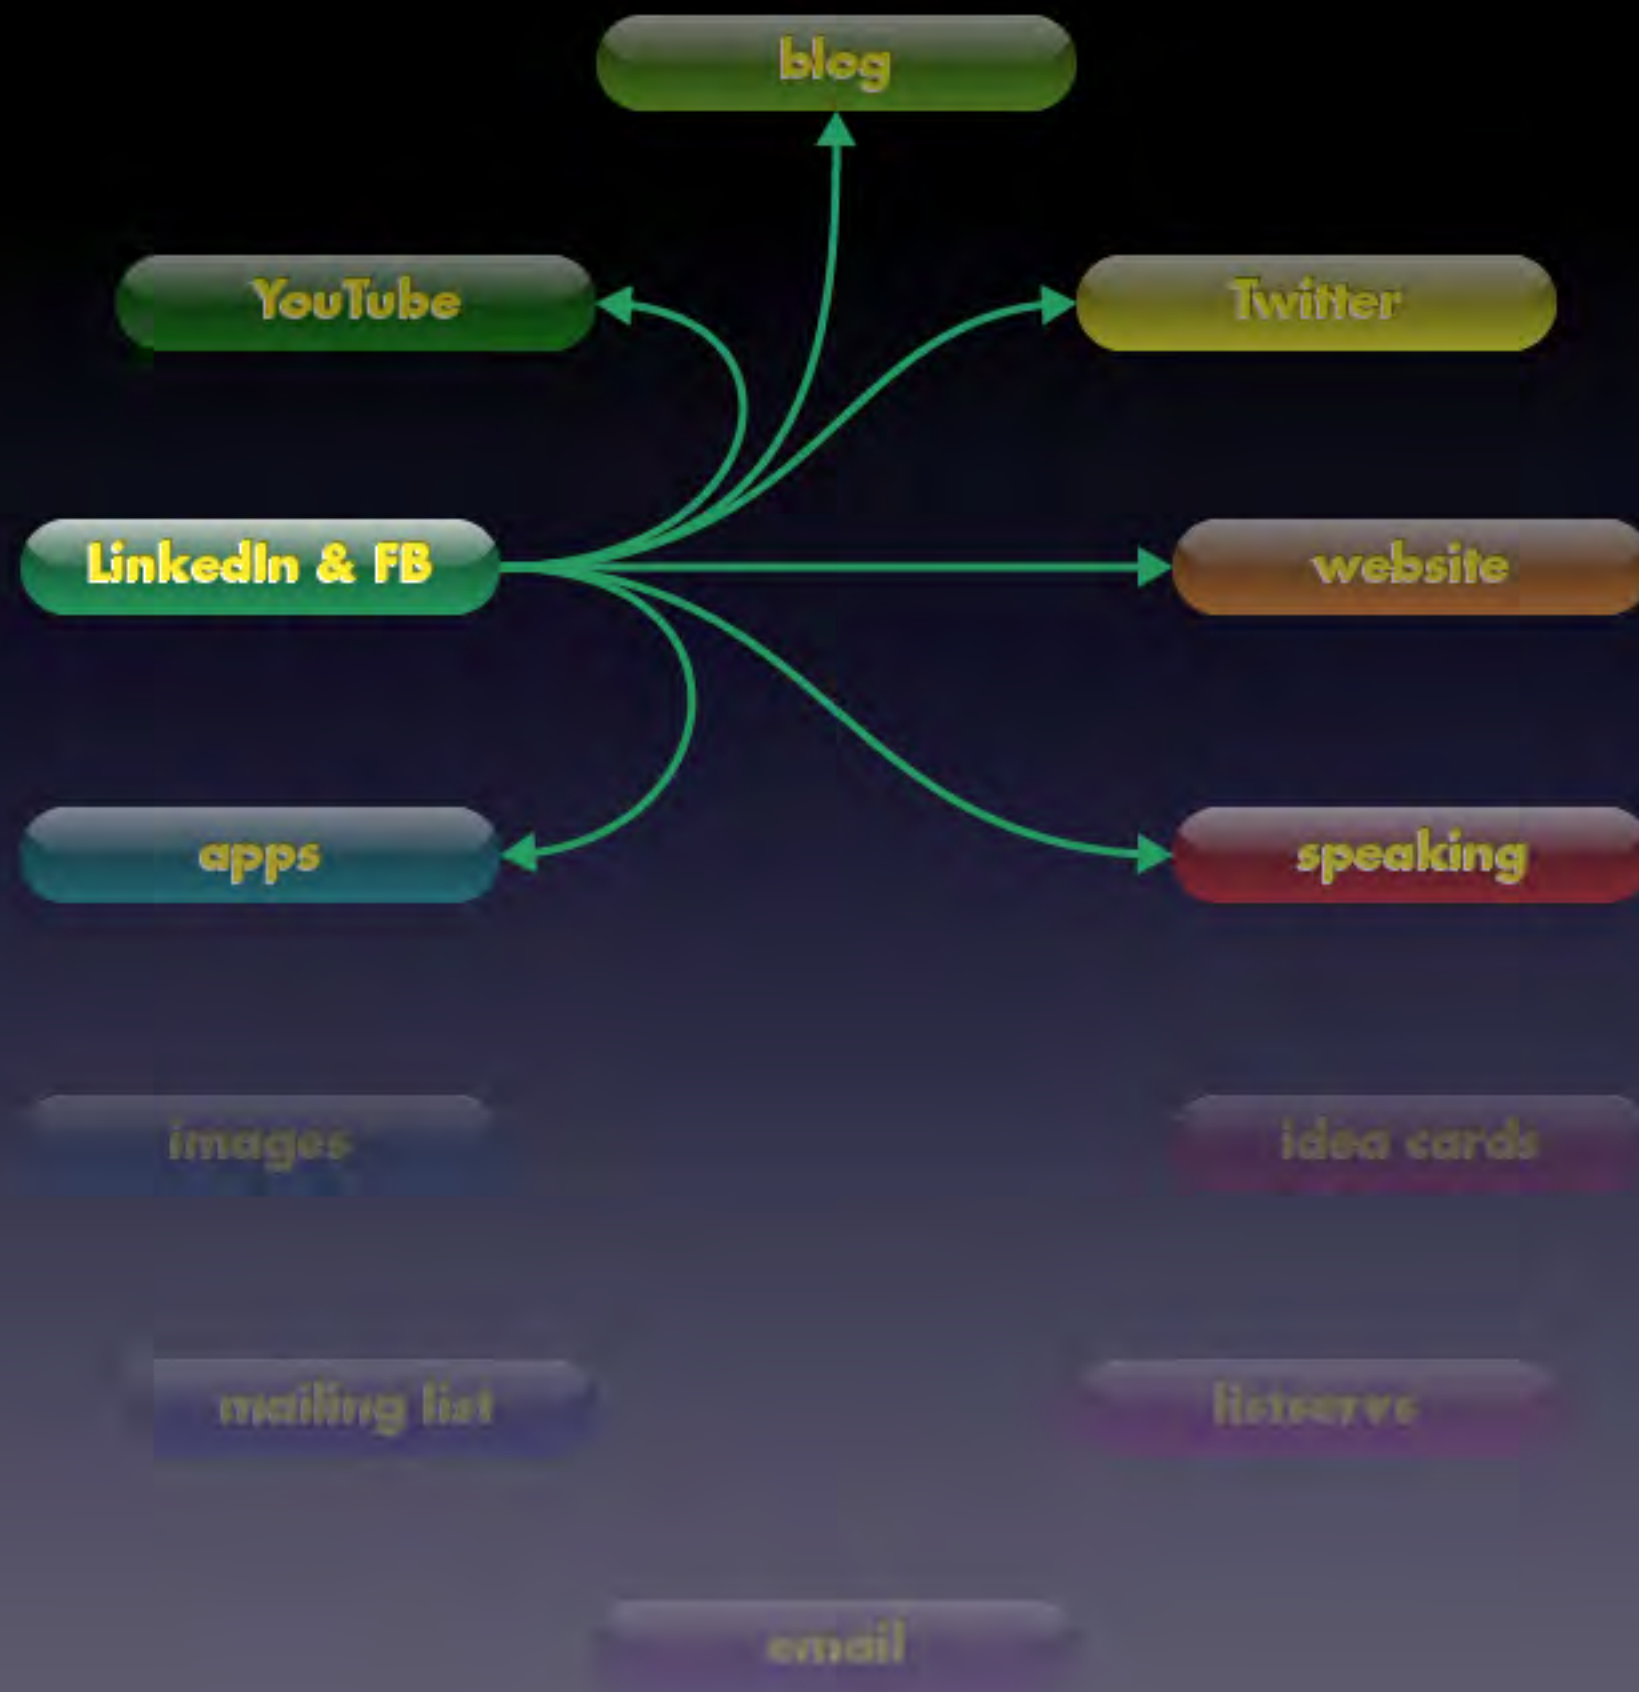 blog
YouTube
Twitter
LinkedIn & FB
website
apps
speaking
images
idea cards
mailing list
listserve
email